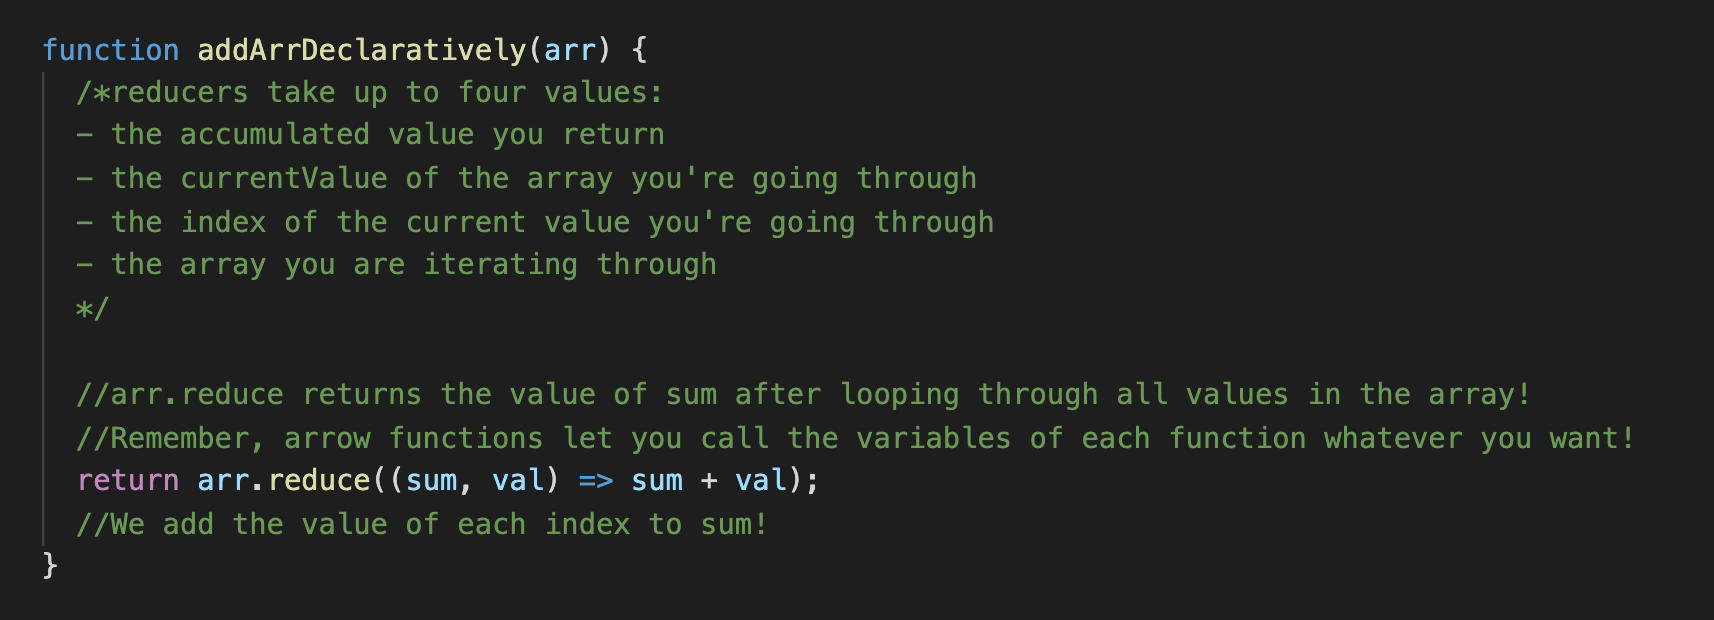 function addArrDeclaratively(arr) {
/*reducers take up to four values:
- the accumulated value you return
- the currentValue of the array you're going through
- the index of the current value you're going through
- the array you are iterating through
*/
//arr.reduce returns the value of sum after looping through all values in the array!
//Remember, arrow functions let you call the variables of each function whatever you want!
return arr.reduce((sum, val) => sum + val);
//We add the value of each index to sum!
}